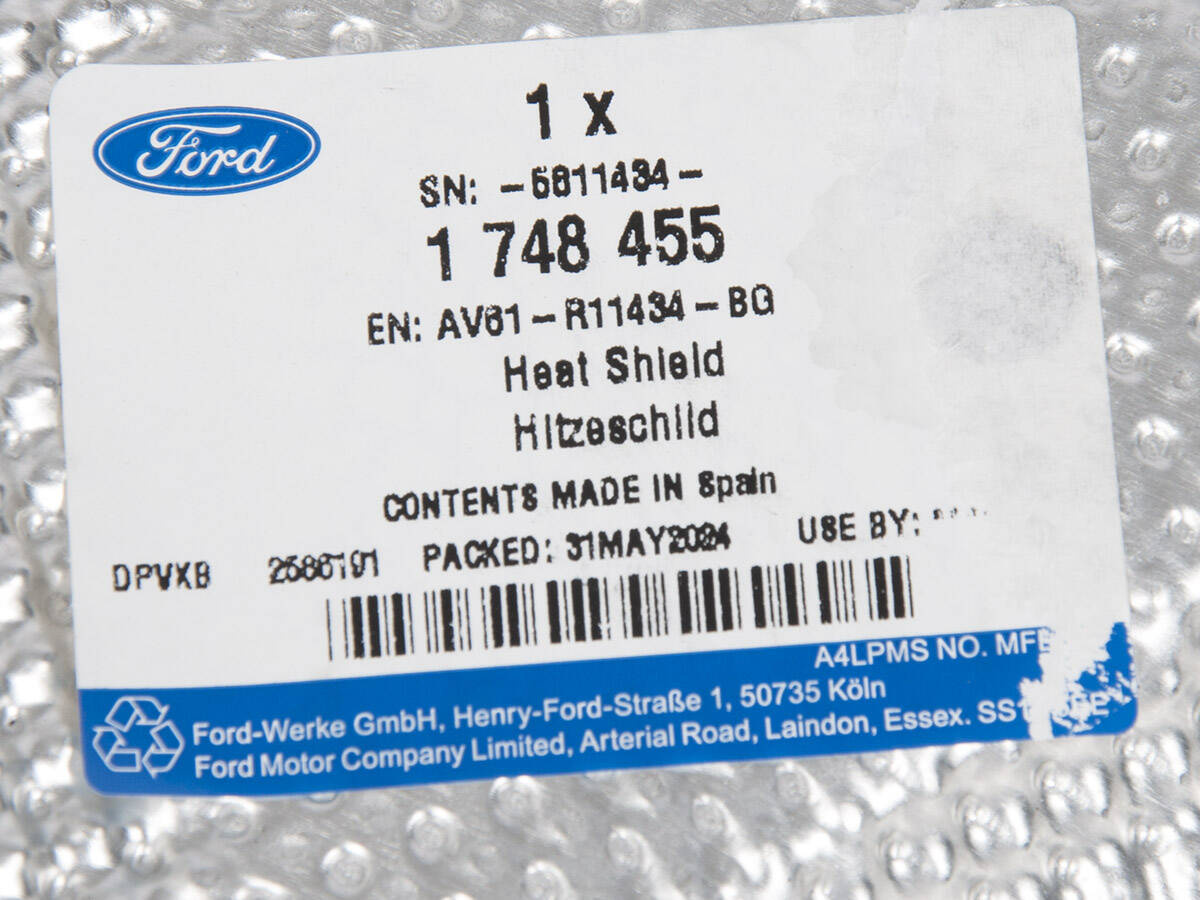 Ford
1 x
SN: -6811434-
1 748 455
EN: AV61-R11434-BG
Heat Shield
Hitzeschild
CONTENTS MADE IN Spain
DPVXB 2586191 PACKED: 31MAY2024 USE BY:
A4LPMS NO. MFE
Ford-Werke GmbH, Henry-Ford-Straße 1, 50735 Köln
Ford Motor Company Limited, Arterial Road, Laindon, Essex.